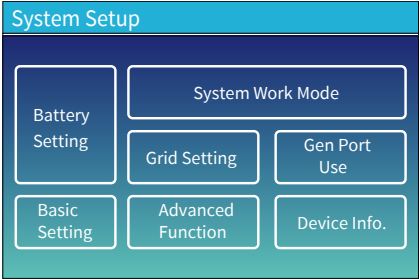 System Setup
Battery
Setting
System Work Mode
Grid Setting
Gen Port
Use
Basic
Setting
Advanced
Function
Device Info.